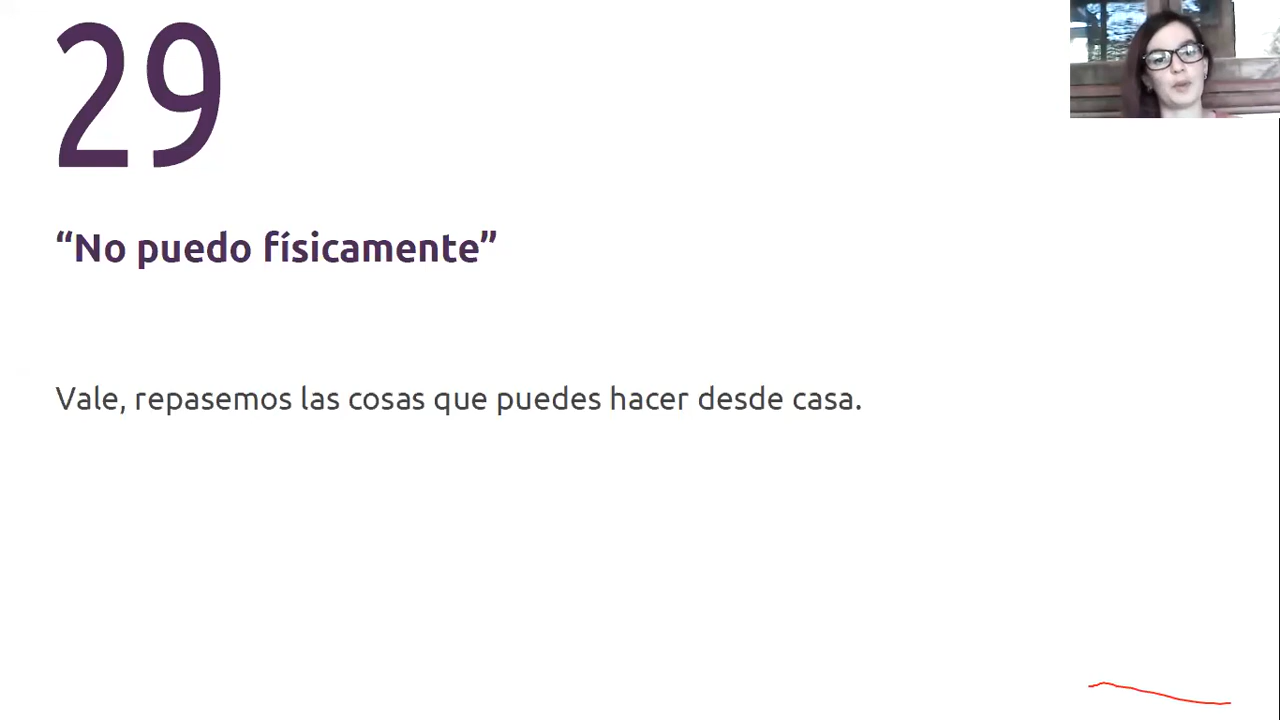 29
“No puedo físicamente”
Vale, repasemos las cosas que puedes hacer desde casa.